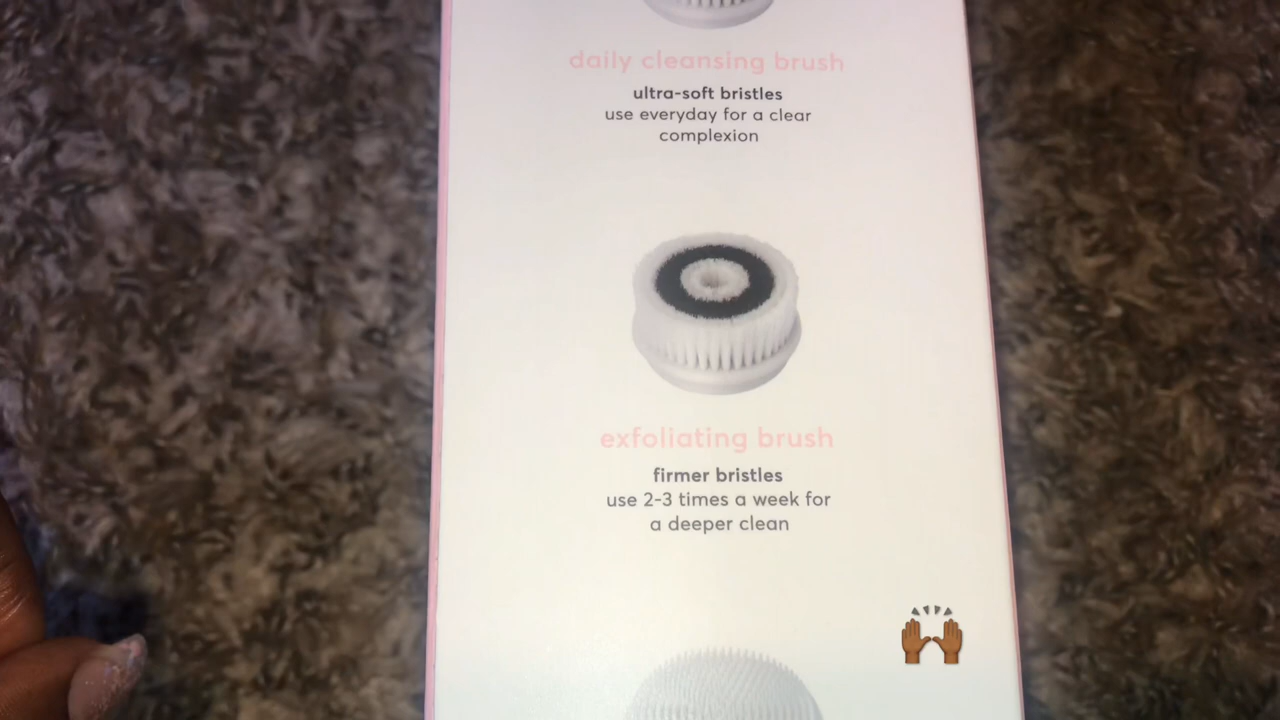 daily cleansing brush
ultra-soft bristles
use everyday for a clear
complexion
exfoliating brush
firmer bristles
use 2-3 times a week for
a deeper clean